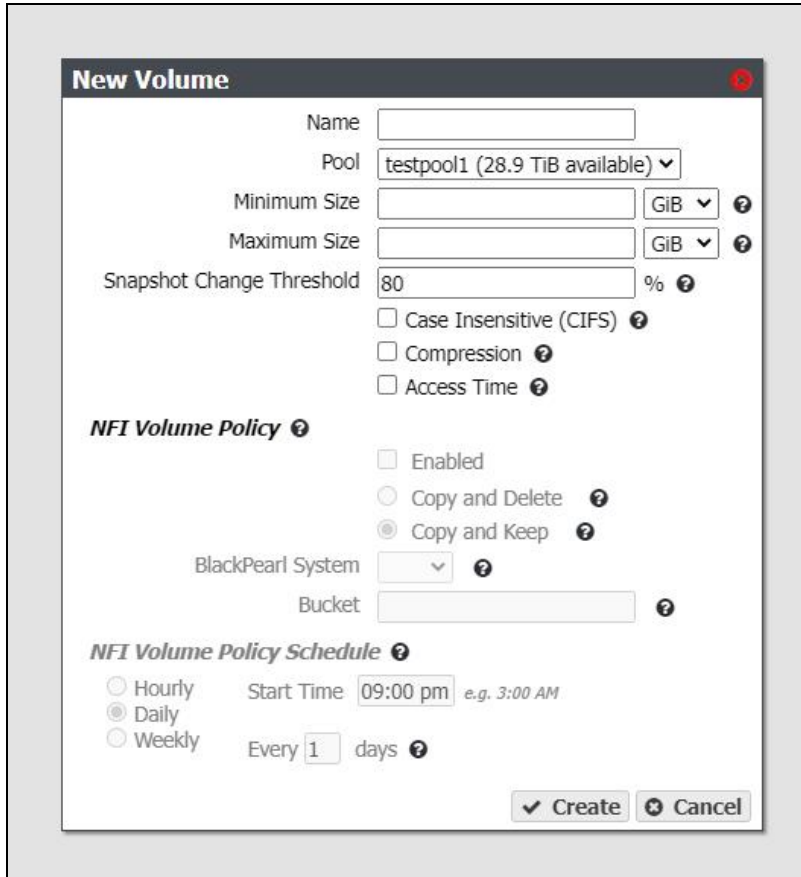 New Volume
Name
Pool testpool1 (28.9 TiB available)
Minimum Size GiB
Maximum Size GiB
Snapshot Change Threshold 80 %
Case Insensitive (CIFS)
Compression
Access Time
NFI Volume Policy
Enabled
Copy and Delete
Copy and Keep
BlackPearl System
Bucket
NFI Volume Policy Schedule
Hourly Start Time 09:00 pm e.g. 3:00 AM
Daily
Weekly Every 1 days
Create Cancel